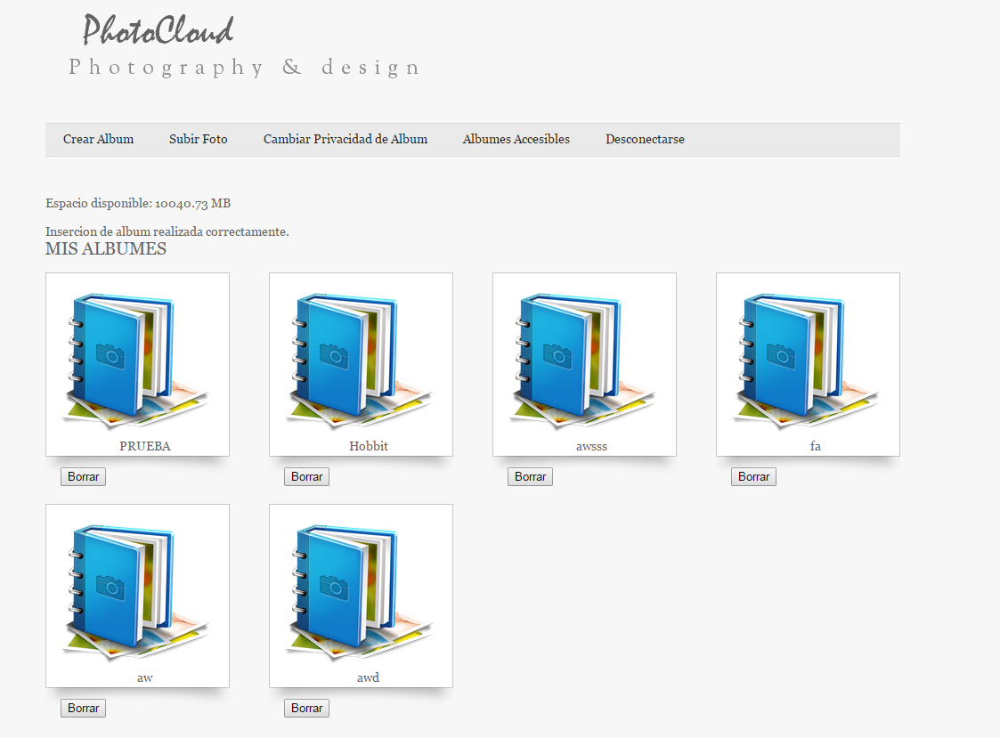 PhotoCloud
Photography & design
Crear Album Subir Foto Cambiar Privacidad de Album Albumes Accesibles Desconectarse
Espacio disponible: 10040.73 MB
Insercion de album realizada correctamente.
MIS ALBUMES
PRUEBA Hobbit awsss fa
Borrar Borrar Borrar Borrar
aw awd
Borrar Borrar